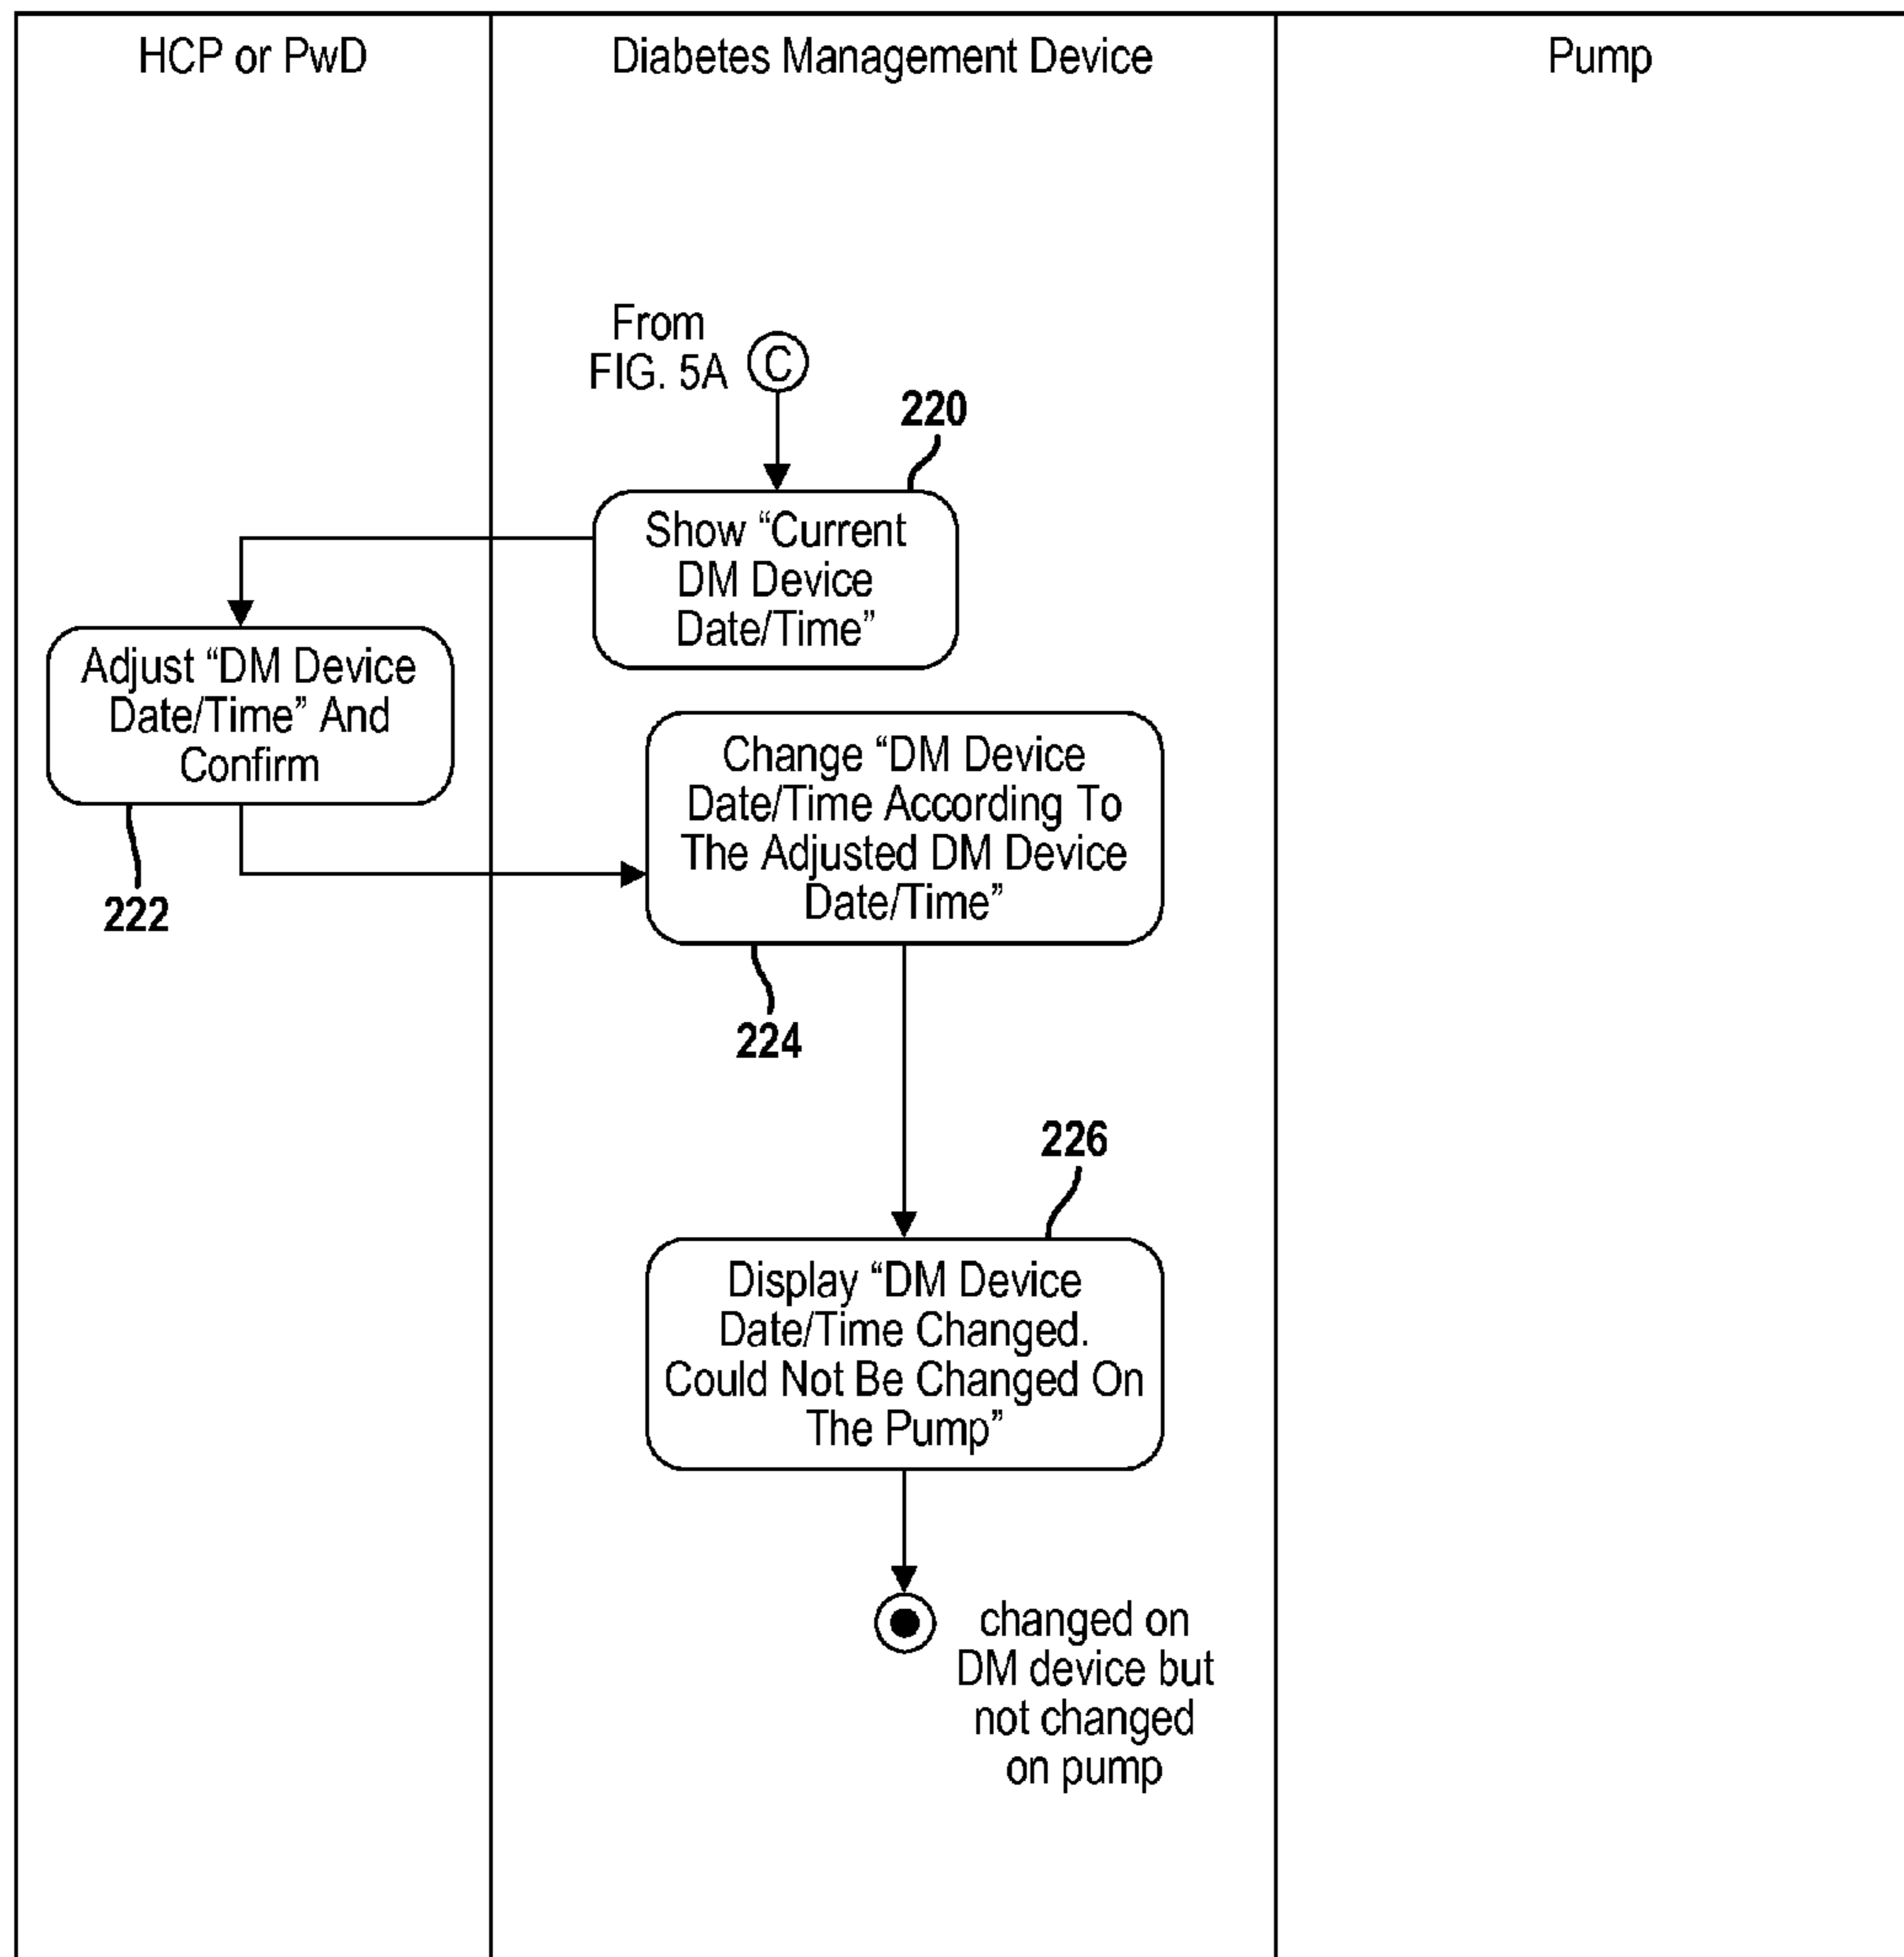 HCP or PwD
Diabetes Management Device
Pump
From
FIG. 5A
C
220
Show “Current
DM Device
Date/Time”
Adjust “DM Device
Date/Time” And
Confirm
222
Change “DM Device
Date/Time According To
The Adjusted DM Device
Date/Time”
224
226
Display “DM Device
Date/Time Changed.
Could Not Be Changed On
The Pump”
changed on
DM device but
not changed
on pump